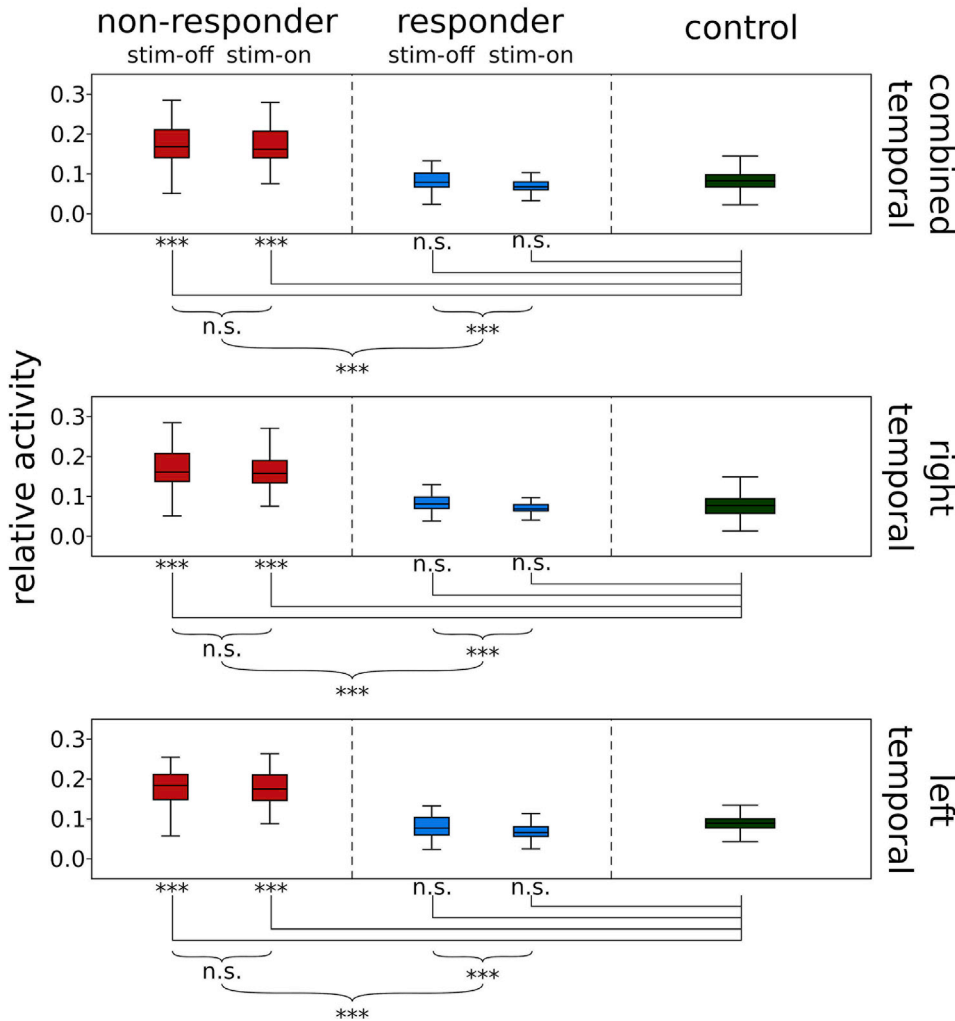 non-responder responder control
stim-off stim-on stim-off stim-on
combined
temporal
0.3
0.2
0.1
0.0
*** *** n.s. n.s.
n.s. ***
***
relative activity
right
temporal
0.3
0.2
0.1
0.0
*** *** n.s. n.s.
n.s. ***
***
left
temporal
0.3
0.2
0.1
0.0
*** *** n.s. n.s.
n.s. ***
***